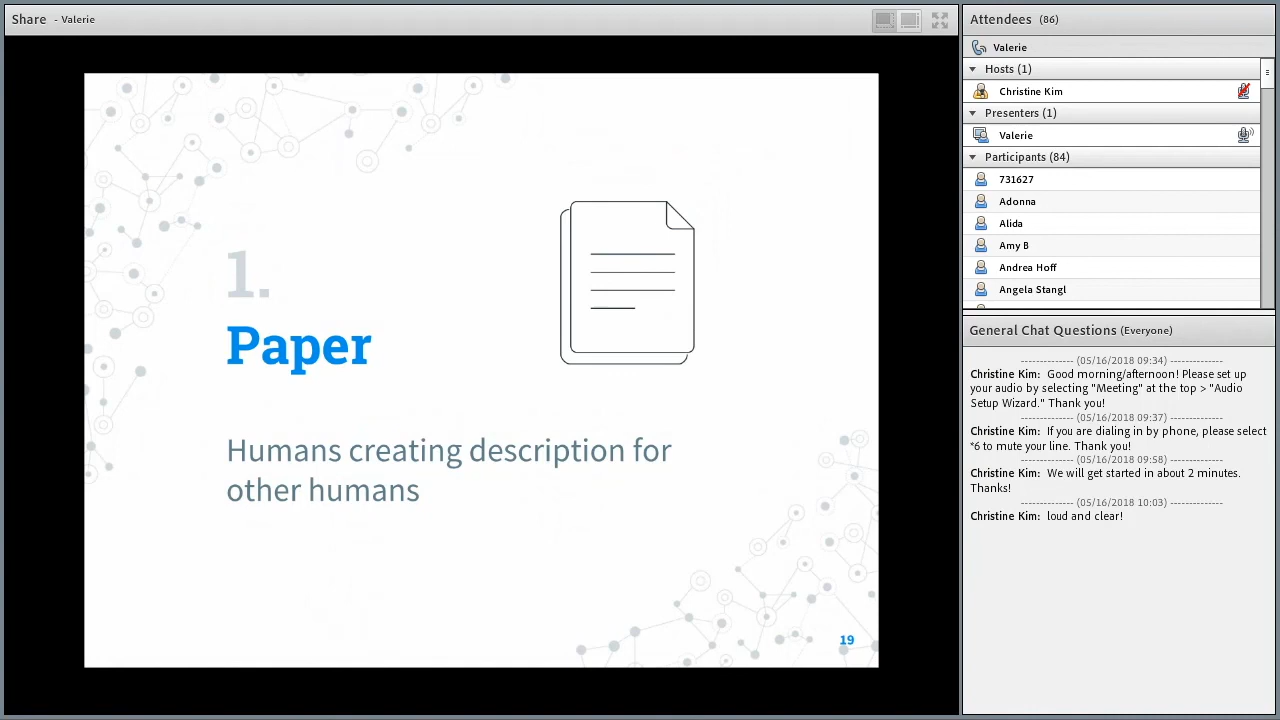 Share - Valerie
1.
Paper
Humans creating description for
other humans
19
Attendees (86)
Valerie
Hosts (1)
Christine Kim
Presenters (1)
Valerie
Participants (84)
731627
Adonna
Alida
Amy B
Andrea Hoff
Angela Stangl
General Chat Questions (Everyone)
------------- (05/16/2018 09:34) -------------
Christine Kim: Good morning/afternoon! Please set up
your audio by selecting "Meeting" at the top > "Audio
Setup Wizard." Thank you!
------------- (05/16/2018 09:37) -------------
Christine Kim: If you are dialing in by phone, please select
*6 to mute your line. Thank you!
------------- (05/16/2018 09:58) -------------
Christine Kim: We will get started in about 2 minutes.
Thanks!
------------- (05/16/2018 10:03) -------------
Christine Kim: loud and clear!